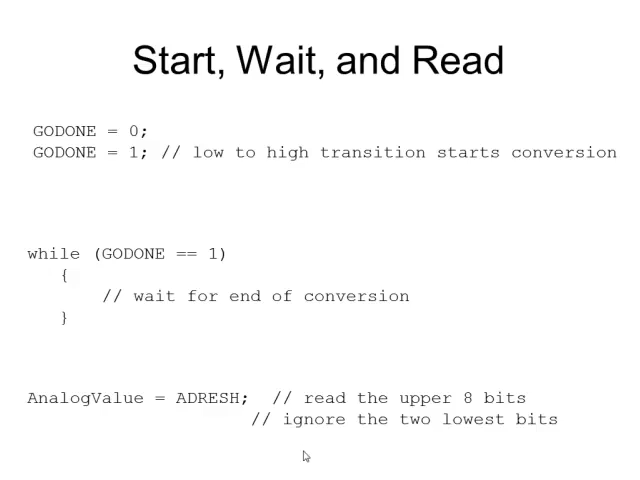 Start, Wait, and Read
GODONE = 0;
GODONE = 1; // low to high transition starts conversion
while (GODONE == 1)
{
// wait for end of conversion
}
AnalogValue = ADRESH; // read the upper 8 bits
// ignore the two lowest bits